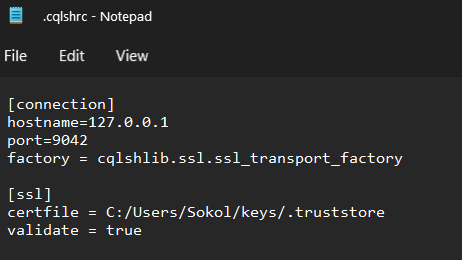 .cqlshrc - Notepad
File Edit View
[connection]
hostname=127.0.0.1
port=9042
factory = cqlshlib.ssl.ssl_transport_factory
[ssl]
certfile = C:/Users/Sokol/keys/.truststore
validate = true